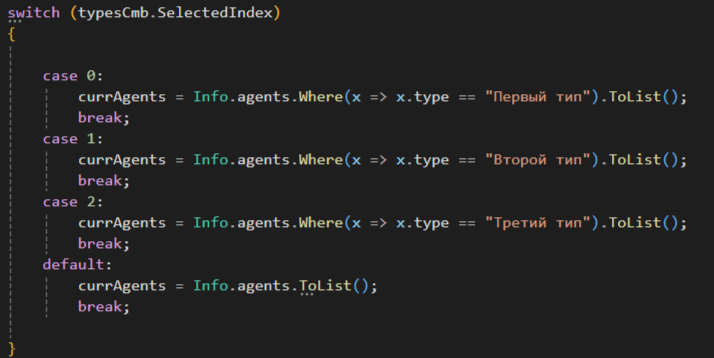 switch (typesCmb.SelectedIndex)
{
case 0:
currAgents = Info.agents.Where(x => x.type == "Первый тип").ToList();
break;
case 1:
currAgents = Info.agents.Where(x => x.type == "Второй тип").ToList();
break;
case 2:
currAgents = Info.agents.Where(x => x.type == "Третий тип").ToList();
break;
default:
currAgents = Info.agents.ToList();
break;
}